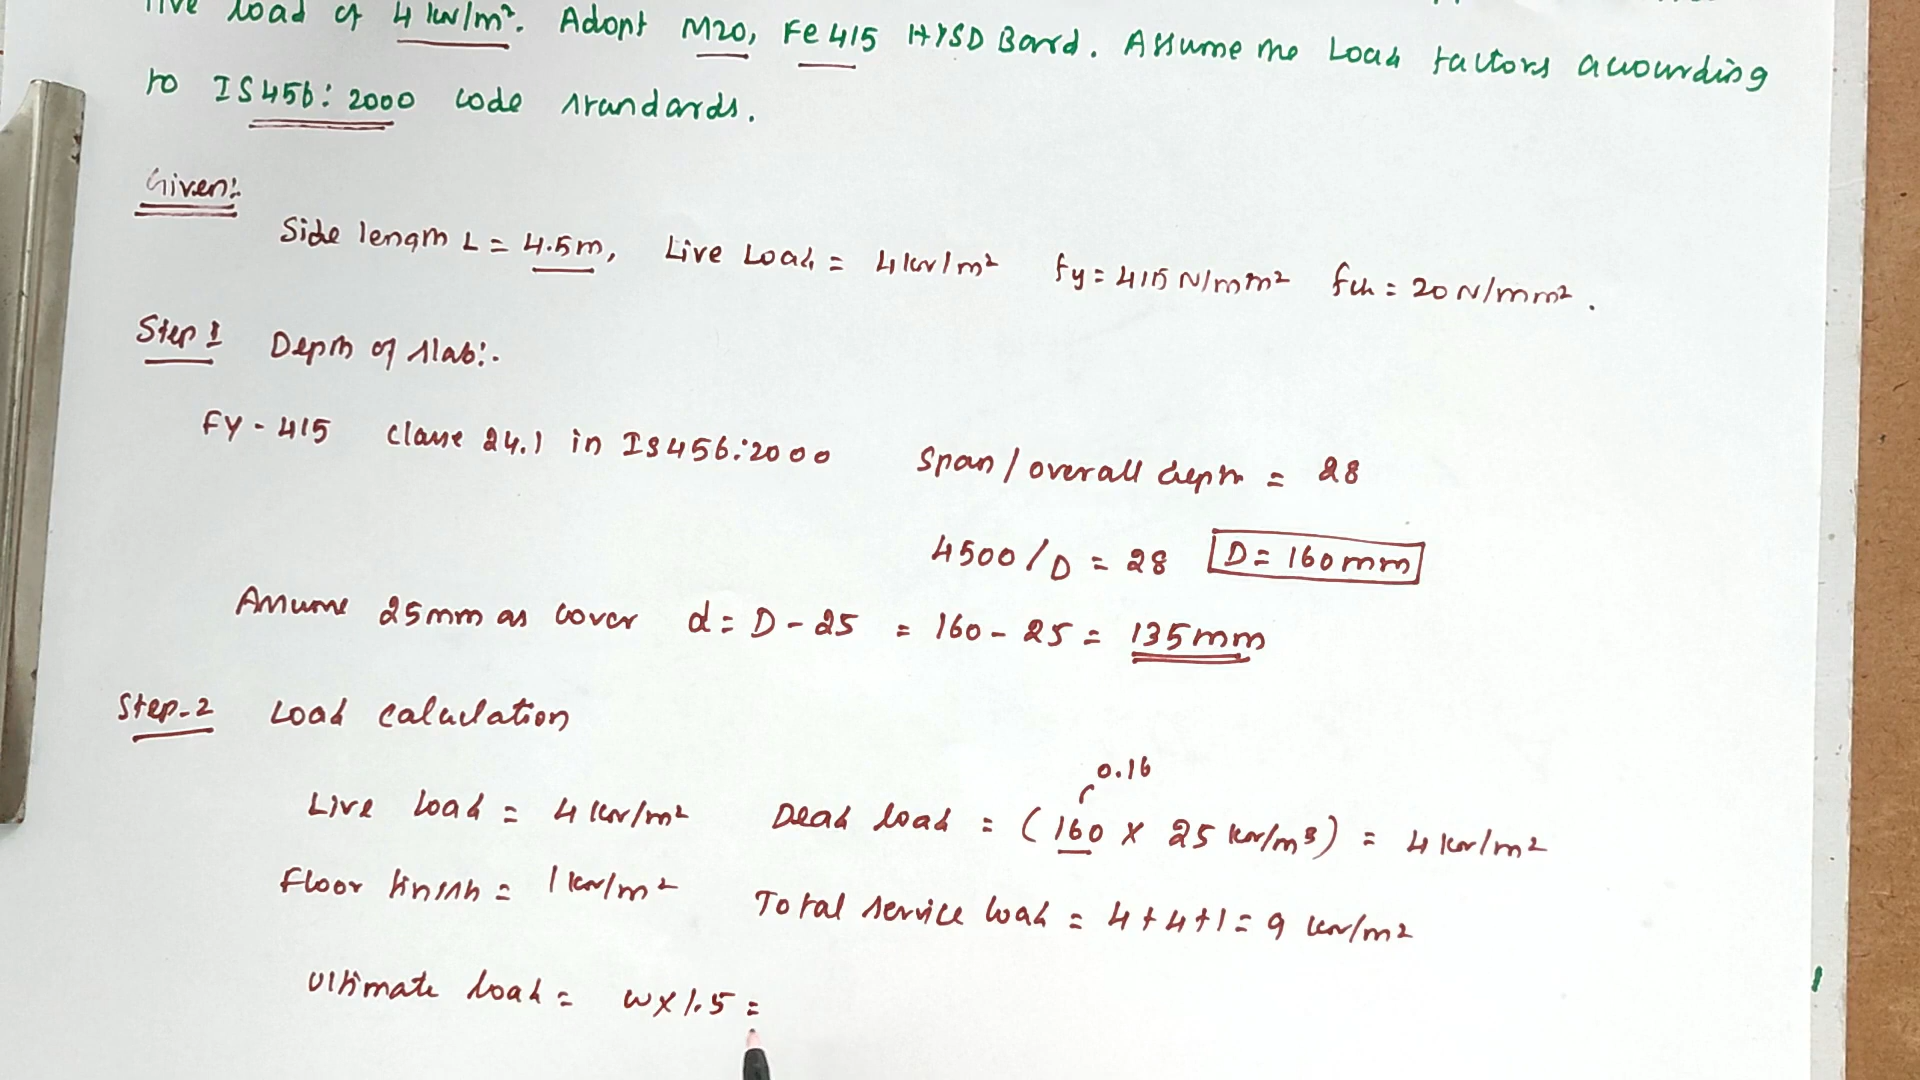 live load of 4 kN/m². Adopt M20, Fe 415 HYSD Bard. Assume the Load factors accourding
to IS456: 2000 code standards.
Given:
Side length L = 4.5m, Live Load = 4 kN/m² fy = 415 N/mm² fck = 20 N/mm².
Step 1 Depth of slab:-
Fy - 415 clause 24.1 in IS456:2000 span / overall depth = 28
4500 / D = 28 D = 160mm
Assume 25mm as cover d = D - 25 = 160 - 25 = 135mm
Step-2 Load calculation
0.16
Live load = 4 kN/m² Dead load = (160 x 25 kN/m³) = 4 kN/m²
Floor finish = 1 kN/m² Total service load = 4 + 4 + 1 = 9 kN/m²
Ultimate load = w x 1.5 =